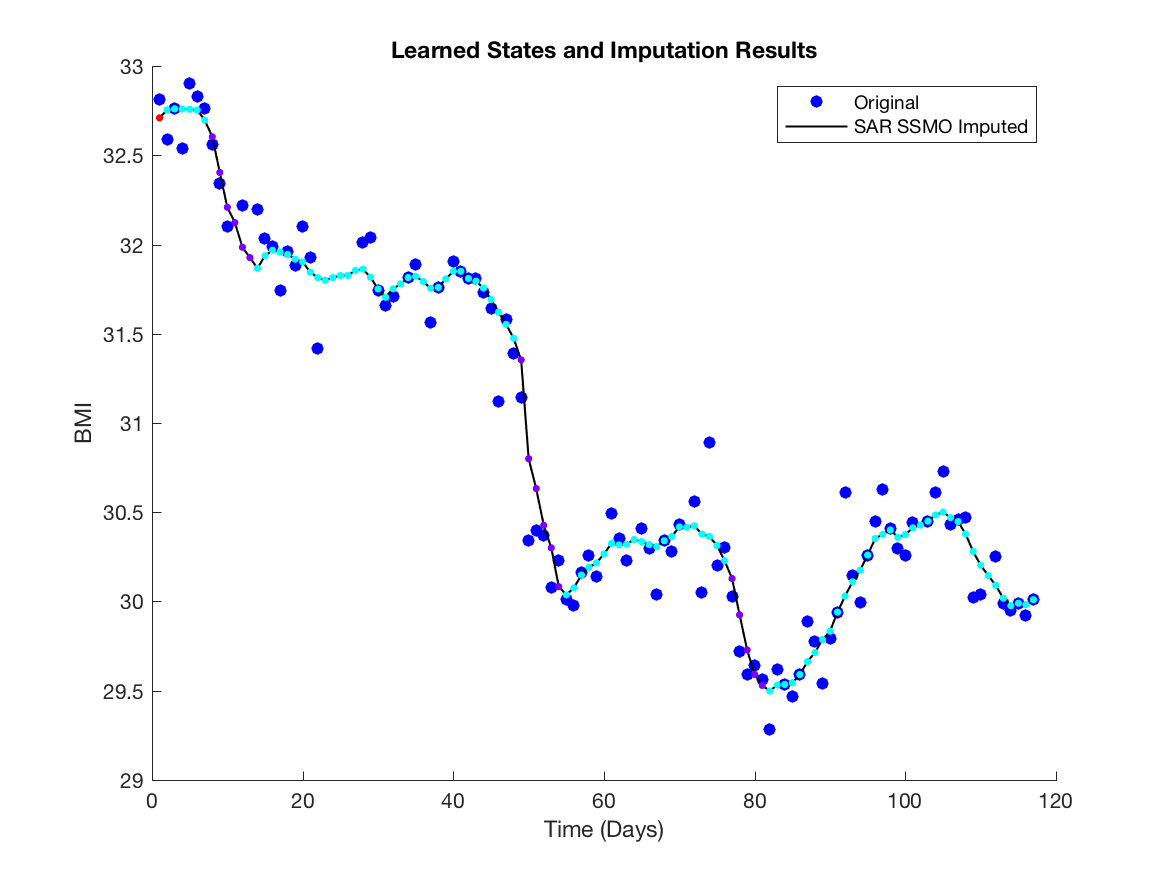 Learned States and Imputation Results
33
32.5
32
31.5
31
30.5
30
29.5
29
BMI
Original
SAR SSMO Imputed
0 20 40 60 80 100 120
Time (Days)